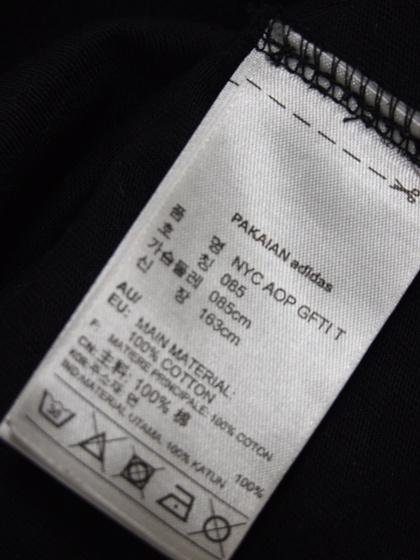 PAKAIAN adidas
품 명 NYC AOP GFTI T
호 칭 085
가슴둘레 085cm
신 장 163cm
AU/
EU: MAIN MATERIAL:
100% COTTON
F: MATIERE PRINCIPALE: 100% COTON
CN: 主料: 100% 棉
KOR: 주소재: 면 100%
IND/MATERIAL UTAMA: 100% KATUN